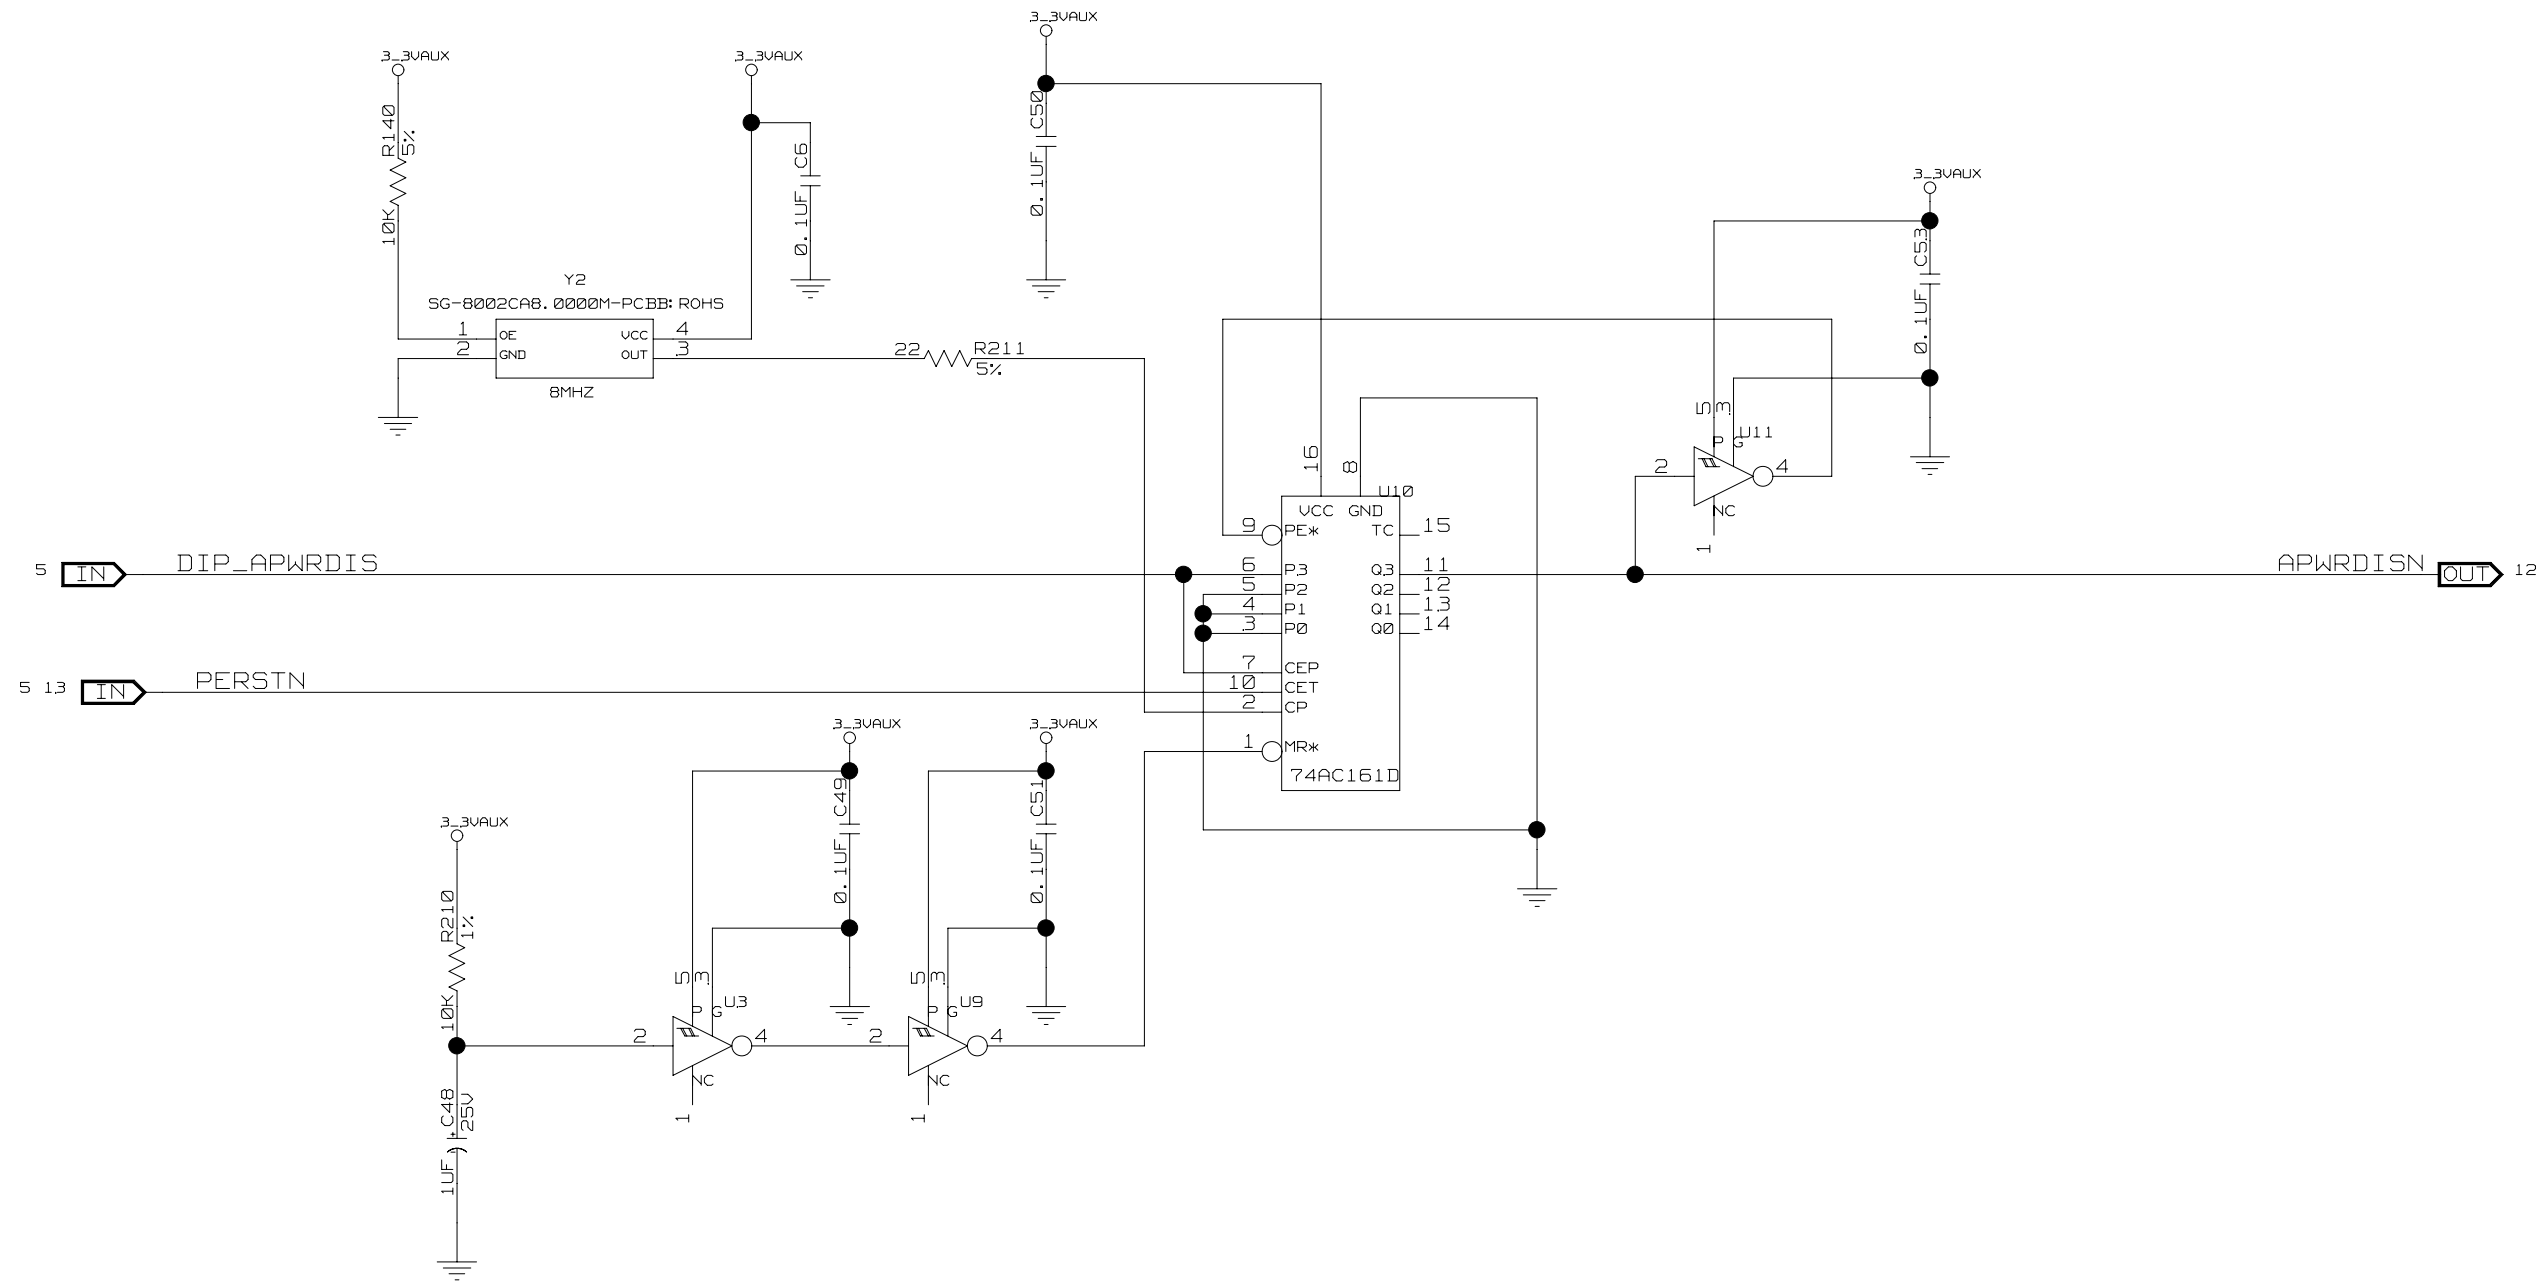 3_3VAUX
3_3VAUX
3_3VAUX
R140
5%
10K
C6
0.1UF
C50
0.1UF
3_3VAUX
C53
0.1UF
Y2
SG-8002CA8.0000M-PCBB:ROHS
1 OE VCC 4
2 GND OUT 3
8MHZ
22 R211
5%
5 3
P G U11
2 4
NC
1
16 8
U10
VCC GND
9 PE* TC 15
5 IN DIP_APWRDIS
6 P3 Q3 11
5 P2 Q2 12
4 P1 Q1 13
3 P0 Q0 14
APWRDISN OUT 12
7 CEP
5 13 IN PERSTN
10 CET
2 CP
1 MR*
74AC161D
3_3VAUX
3_3VAUX
C49
0.1UF
C51
0.1UF
3_3VAUX
R210
1%
10K
5 3
P G U3
2 4
NC
1
5 3
P G U9
2 4
NC
1
+ C48
25V
1UF